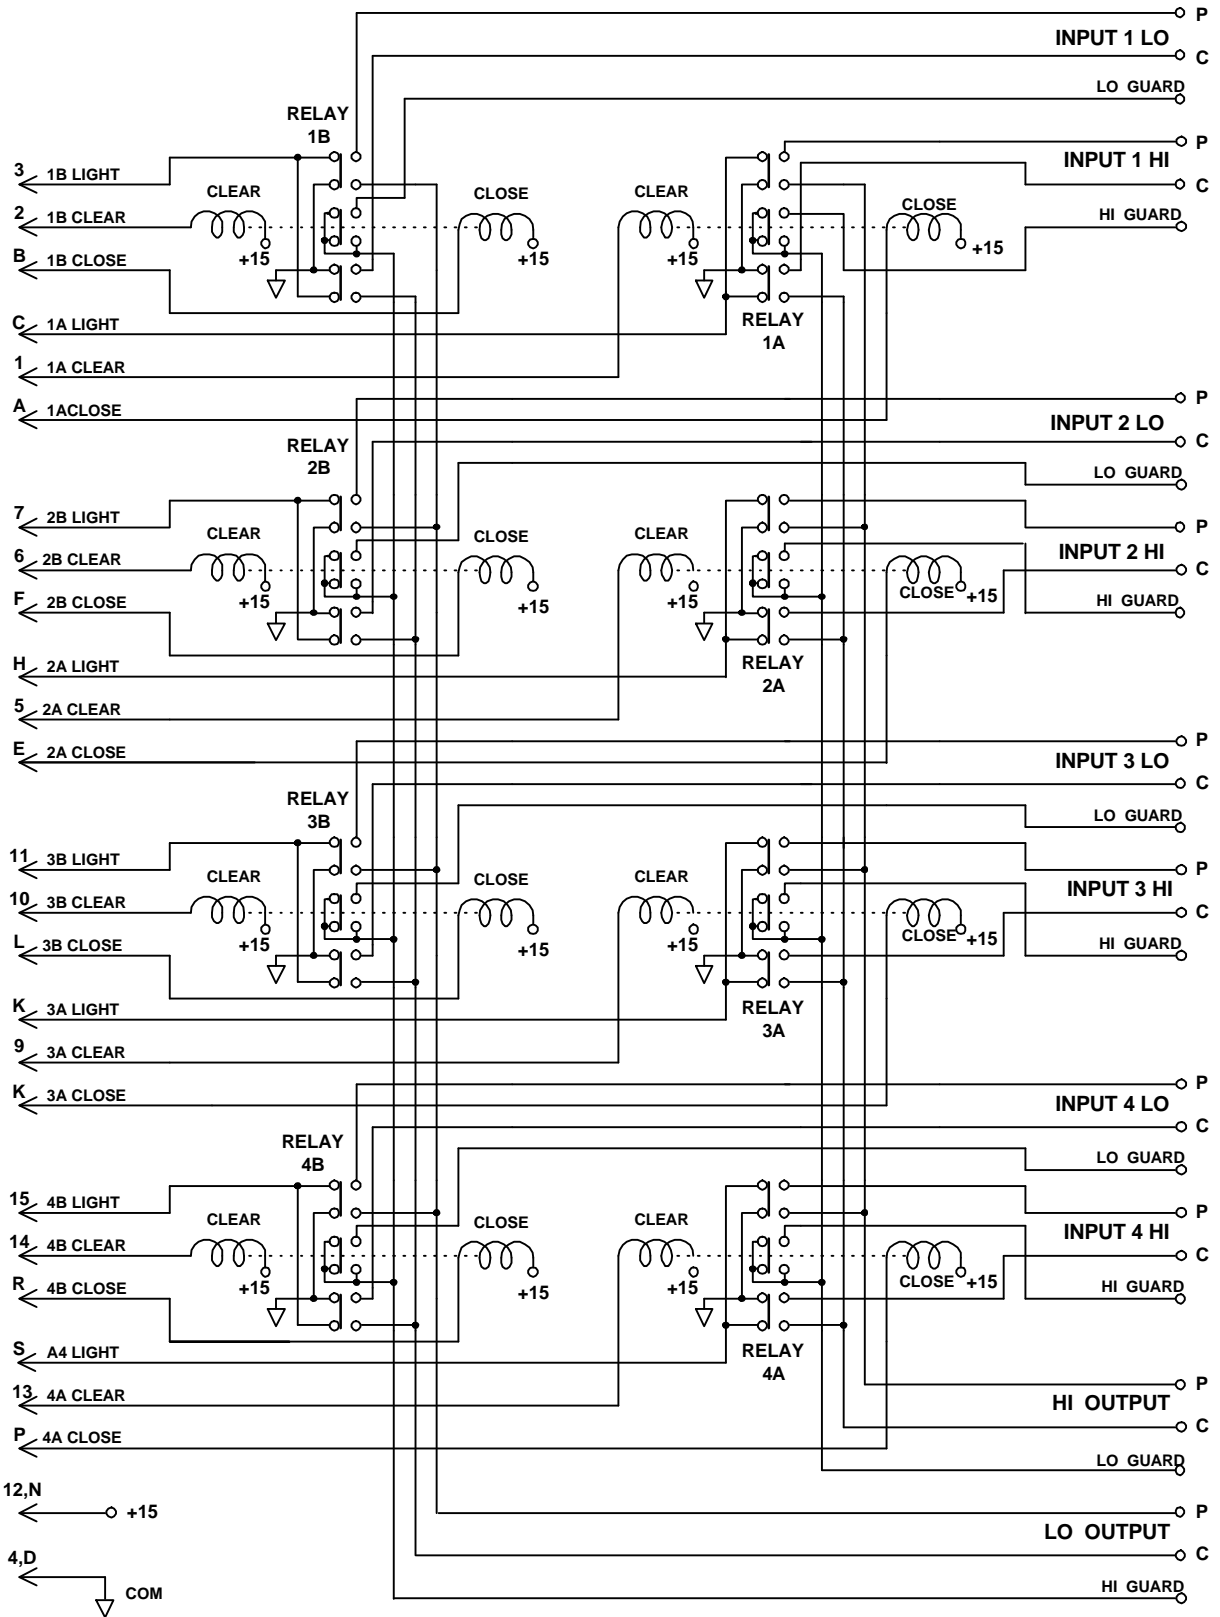 P
INPUT 1 LO
C
LO GUARD
RELAY
1B
P
3
1B LIGHT
CLEAR
CLOSE
CLEAR
INPUT 1 HI
C
2
1B CLEAR
CLOSE
HI GUARD
+15
+15
+15
+15
B
1B CLOSE
C
1A LIGHT
RELAY
1A
1
1A CLEAR
A
1ACLOSE
P
INPUT 2 LO
C
RELAY
2B
LO GUARD
7
2B LIGHT
P
CLEAR
CLOSE
CLEAR
INPUT 2 HI
6
2B CLEAR
C
CLOSE
+15
+15
+15
+15
F
2B CLOSE
HI GUARD
H
2A LIGHT
RELAY
2A
5
2A CLEAR
E
2A CLOSE
P
INPUT 3 LO
C
RELAY
3B
LO GUARD
11
3B LIGHT
P
CLEAR
CLOSE
CLEAR
INPUT 3 HI
10
3B CLEAR
C
CLOSE
+15
+15
+15
+15
L
3B CLOSE
HI GUARD
K
3A LIGHT
RELAY
3A
9
3A CLEAR
K
3A CLOSE
P
INPUT 4 LO
C
RELAY
4B
LO GUARD
15
4B LIGHT
P
CLEAR
CLOSE
CLEAR
INPUT 4 HI
14
4B CLEAR
C
CLOSE
+15
+15
+15
+15
R
4B CLOSE
HI GUARD
S
A4 LIGHT
RELAY
4A
P
13
4A CLEAR
HI OUTPUT
C
P
4A CLOSE
LO GUARD
12,N
+15
P
LO OUTPUT
C
4,D
COM
HI GUARD